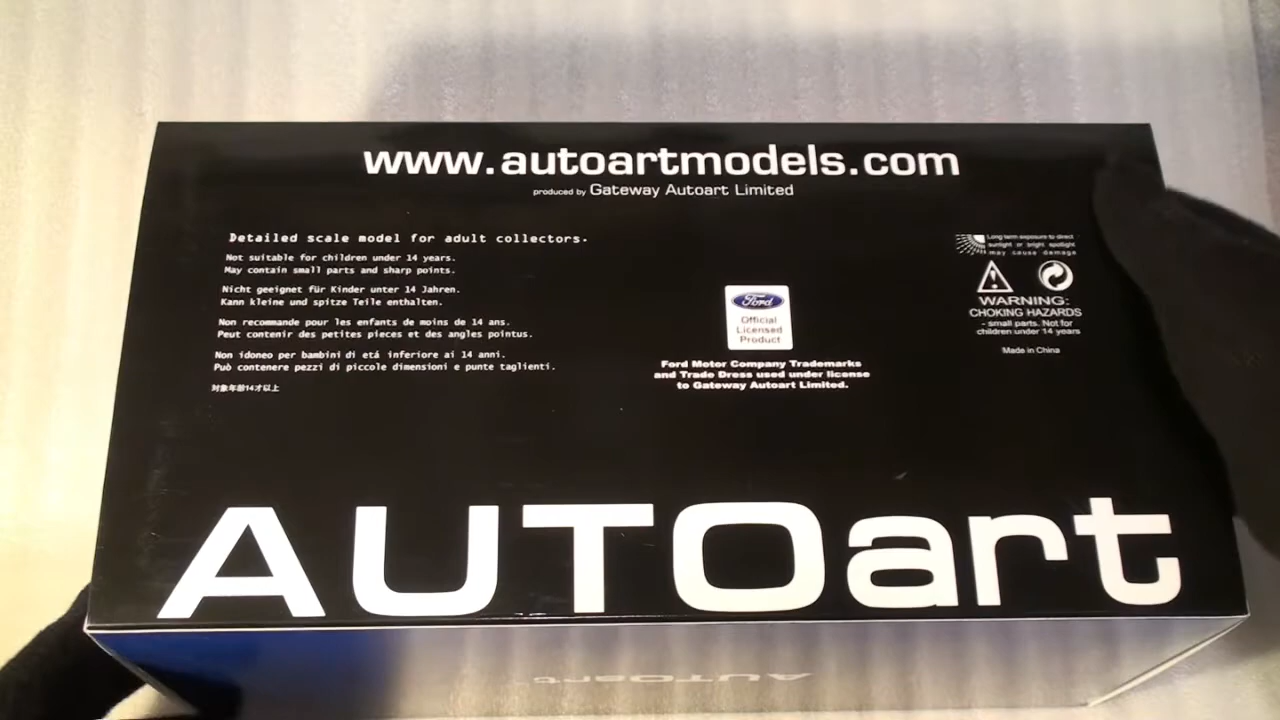 www.autoartmodels.com
produced by Gateway Autoart Limited
Detailed scale model for adult collectors.
Not suitable for children under 14 years.
May contain small parts and sharp points.
Nicht geeignet für Kinder unter 14 Jahren.
Kann kleine und spitze Teile enthalten.
Non recommande pour les enfants de moins de 14 ans.
Peut contenir des petites pieces et des angles pointus.
Non idoneo per bambini di etá inferiore ai 14 anni.
Può contenere pezzi di piccole dimensioni e punte taglienti.
対象年齢14才以上
Ford
Official
Licensed
Product
Ford Motor Company Trademarks
and Trade Dress used under license
to Gateway Autoart Limited.
Long term exposure to direct
sunlight or bright spotlight
may cause damage
WARNING:
CHOKING HAZARDS
- small parts. Not for
children under 14 years
Made in China
AUTOart
AUTOart